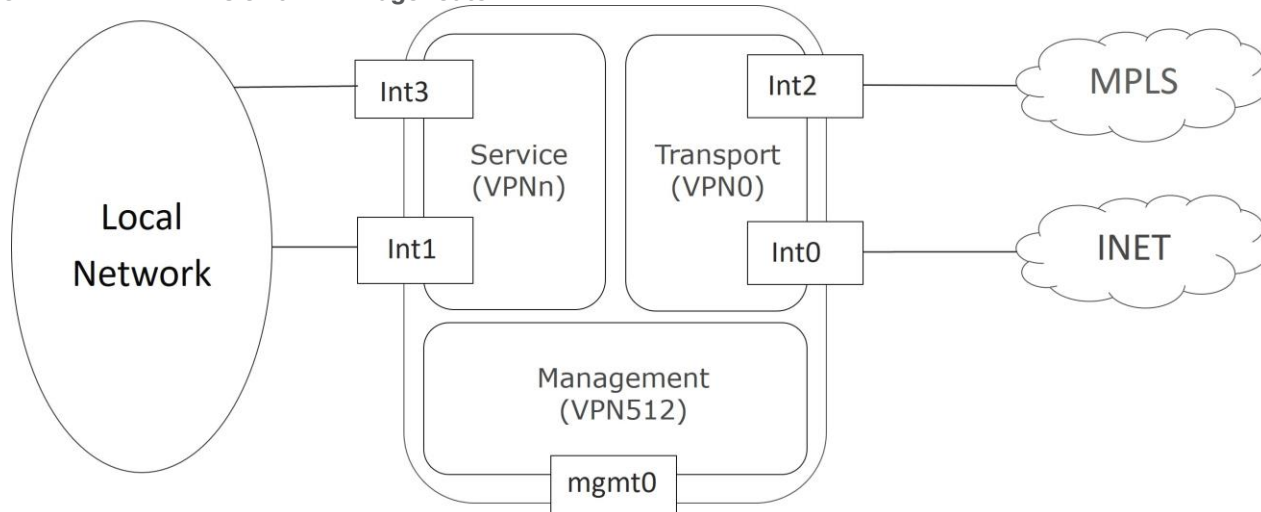 Int3
Int2
MPLS
Service
(VPNn)
Transport
(VPN0)
Local
Network
Int1
Int0
INET
Management
(VPN512)
mgmt0